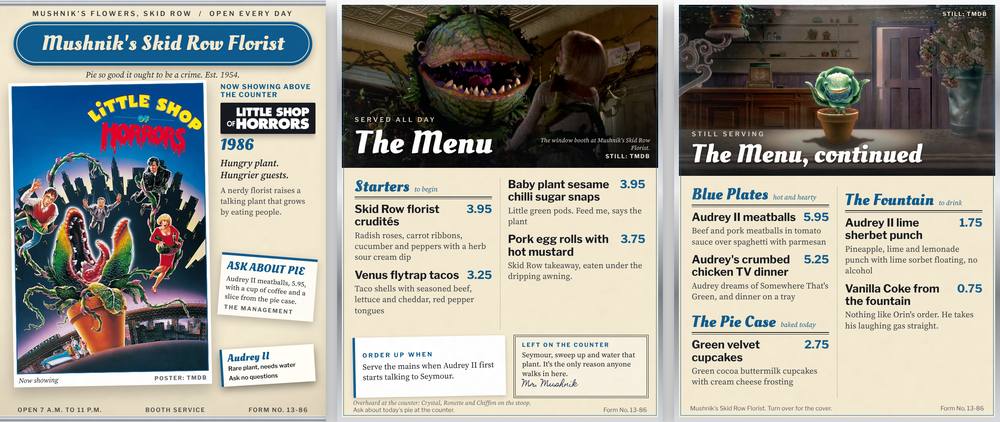 MUSHNIK'S FLOWERS, SKID ROW / OPEN EVERY DAY
Mushnik's Skid Row Florist
Pie so good it ought to be a crime. Est. 1954.
LITTLE SHOP
OF
HORRORS
Now showing
POSTER: TMDB
NOW SHOWING ABOVE
THE COUNTER
LITTLE SHOP
OF HORRORS
1986
Hungry plant.
Hungrier guests.
A nerdy florist raises a
talking plant that grows
by eating people.
ASK ABOUT PIE
Audrey II meatballs, 5.95,
with a cup of coffee and a
slice from the pie case.
THE MANAGEMENT
Audrey II
Rare plant, needs water
Ask no questions
OPEN 7 A.M. TO 11 P.M.
BOOTH SERVICE
FORM NO. 13-86
SERVED ALL DAY
The Menu
The window booth at Mushnik's Skid Row
Florist.
STILL: TMDB
Starters to begin
Skid Row florist 3.95
crudités
Radish roses, carrot ribbons,
cucumber and peppers with a herb
sour cream dip
Venus flytrap tacos 3.25
Taco shells with seasoned beef,
lettuce and cheddar, red pepper
tongues
Baby plant sesame 3.95
chilli sugar snaps
Little green pods. Feed me, says the
plant
Pork egg rolls with 3.75
hot mustard
Skid Row takeaway, eaten under the
dripping awning.
ORDER UP WHEN
Serve the mains when Audrey II first
starts talking to Seymour.
LEFT ON THE COUNTER
Seymour, sweep up and water that
plant. It's the only reason anyone
walks in here.
Mr. Mushnik
Overheard at the counter: Crystal, Ronette and Chiffon on the stoop.
Ask about today's pie at the counter.
Form No. 13-86
STILL: TMDB
STILL SERVING
The Menu, continued
Blue Plates hot and hearty
Audrey II meatballs 5.95
Beef and pork meatballs in tomato
sauce over spaghetti with parmesan
Audrey's crumbed 5.25
chicken TV dinner
Audrey dreams of Somewhere That's
Green, and dinner on a tray
The Pie Case baked today
Green velvet 2.75
cupcakes
Green cocoa buttermilk cupcakes
with cream cheese frosting
The Fountain to drink
Audrey II lime 1.75
sherbet punch
Pineapple, lime and lemonade
punch with lime sorbet floating, no
alcohol
Vanilla Coke from 0.75
the fountain
Nothing like Orin's order. He takes
his laughing gas straight.
Mushnik's Skid Row Florist. Turn over for the cover.
Form No. 13-86